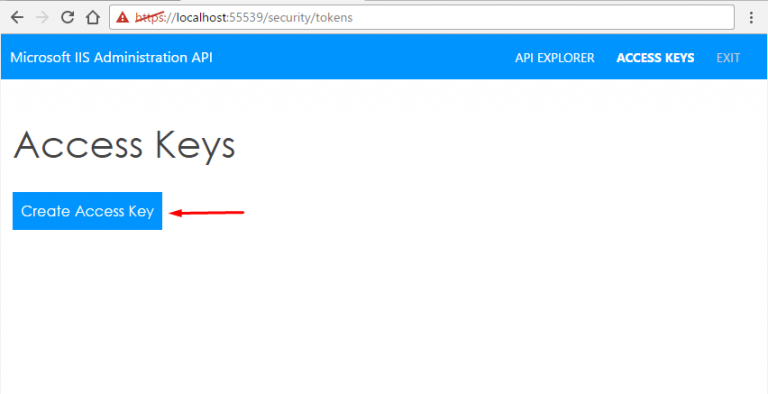 https://localhost:55539/security/tokens
Microsoft IIS Administration API API EXPLORER ACCESS KEYS EXIT
Access Keys
Create Access Key